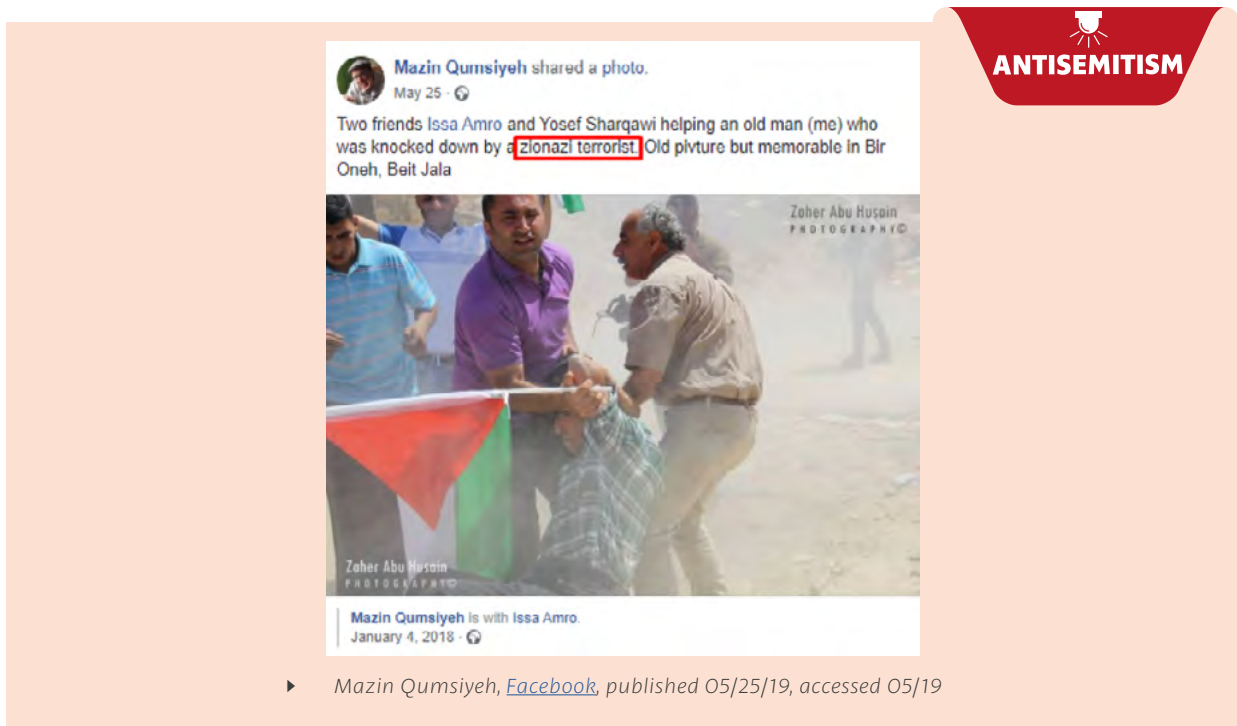 ANTISEMITISM
Mazin Qumsiyeh shared a photo.
May 25 ·
Two friends Issa Amro and Yosef Sharqawi helping an old man (me) who
was knocked down by a zionazi terrorist. Old pivture but memorable in Bir
Oneh, Beit Jala
Zaher Abu Husain
PHOTOGRAPHY©
Zaher Abu Husain
PHOTOGRAPHY©
Mazin Qumsiyeh is with Issa Amro.
January 4, 2018 ·
Mazin Qumsiyeh, Facebook, published 05/25/19, accessed 05/19